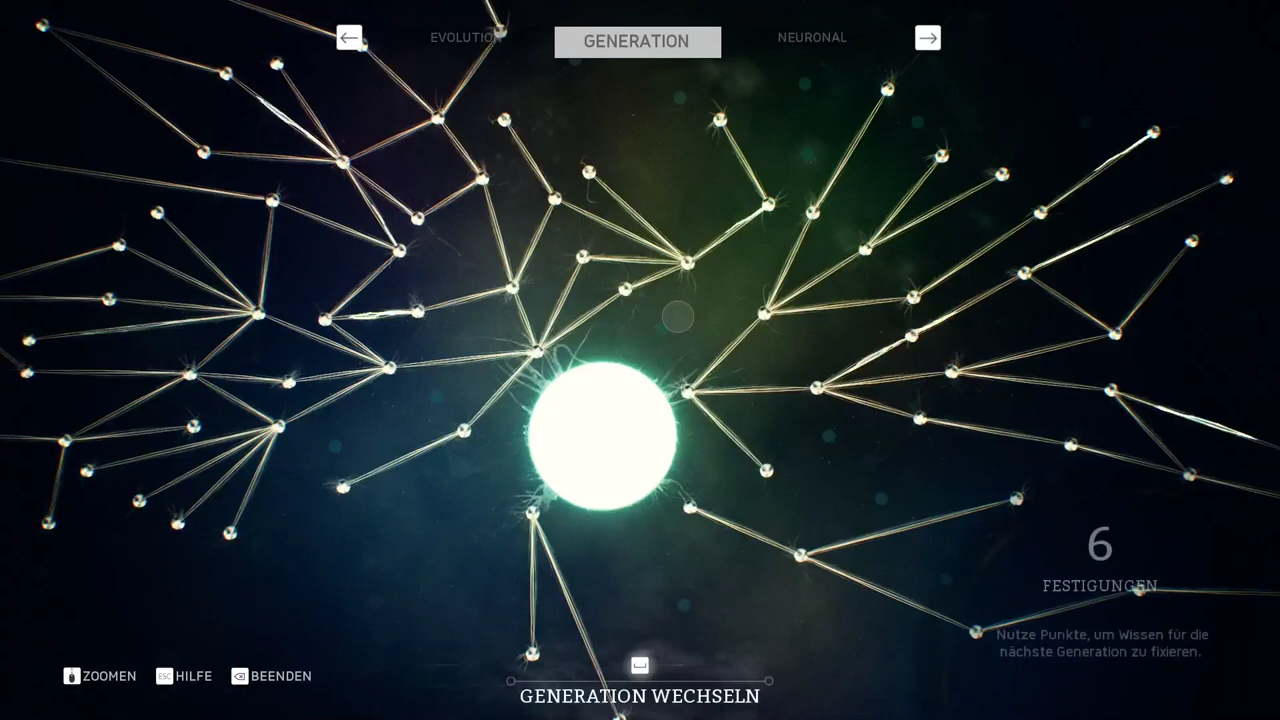 EVOLUTION
GENERATION
NEURONAL
6
FESTIGUNGEN
Nutze Punkte, um Wissen für die
nächste Generation zu fixieren.
ZOOMEN
ESC HILFE
BEENDEN
GENERATION WECHSELN